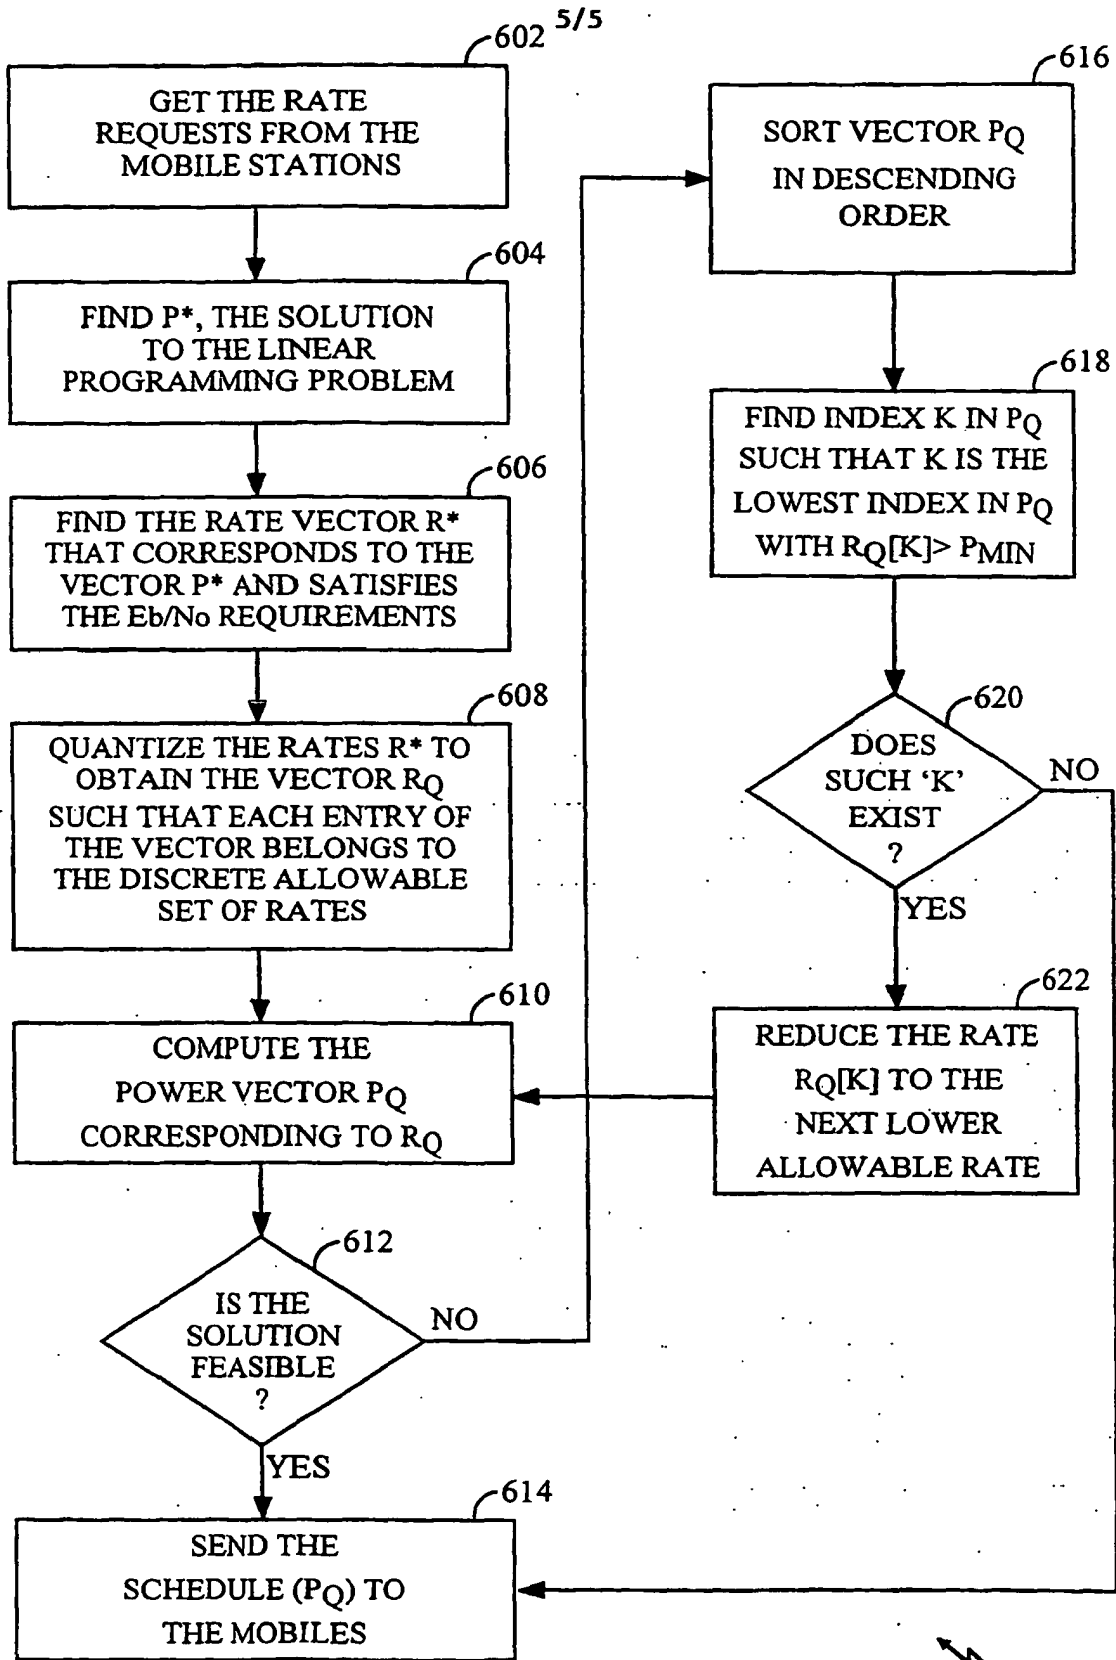 5/5
602
GET THE RATE
REQUESTS FROM THE
MOBILE STATIONS
604
FIND P*, THE SOLUTION
TO THE LINEAR
PROGRAMMING PROBLEM
606
FIND THE RATE VECTOR R*
THAT CORRESPONDS TO THE
VECTOR P* AND SATISFIES
THE Eb/No REQUIREMENTS
608
QUANTIZE THE RATES R* TO
OBTAIN THE VECTOR RQ
SUCH THAT EACH ENTRY OF
THE VECTOR BELONGS TO
THE DISCRETE ALLOWABLE
SET OF RATES
610
COMPUTE THE
POWER VECTOR PQ
CORRESPONDING TO RQ
612
IS THE
SOLUTION
FEASIBLE
?
NO
YES
614
SEND THE
SCHEDULE (PQ) TO
THE MOBILES
616
SORT VECTOR PQ
IN DESCENDING
ORDER
618
FIND INDEX K IN PQ
SUCH THAT K IS THE
LOWEST INDEX IN PQ
WITH RQ[K]> PMIN
620
DOES
SUCH ‘K’
EXIST
?
NO
YES
622
REDUCE THE RATE
RQ[K] TO THE
NEXT LOWER
ALLOWABLE RATE